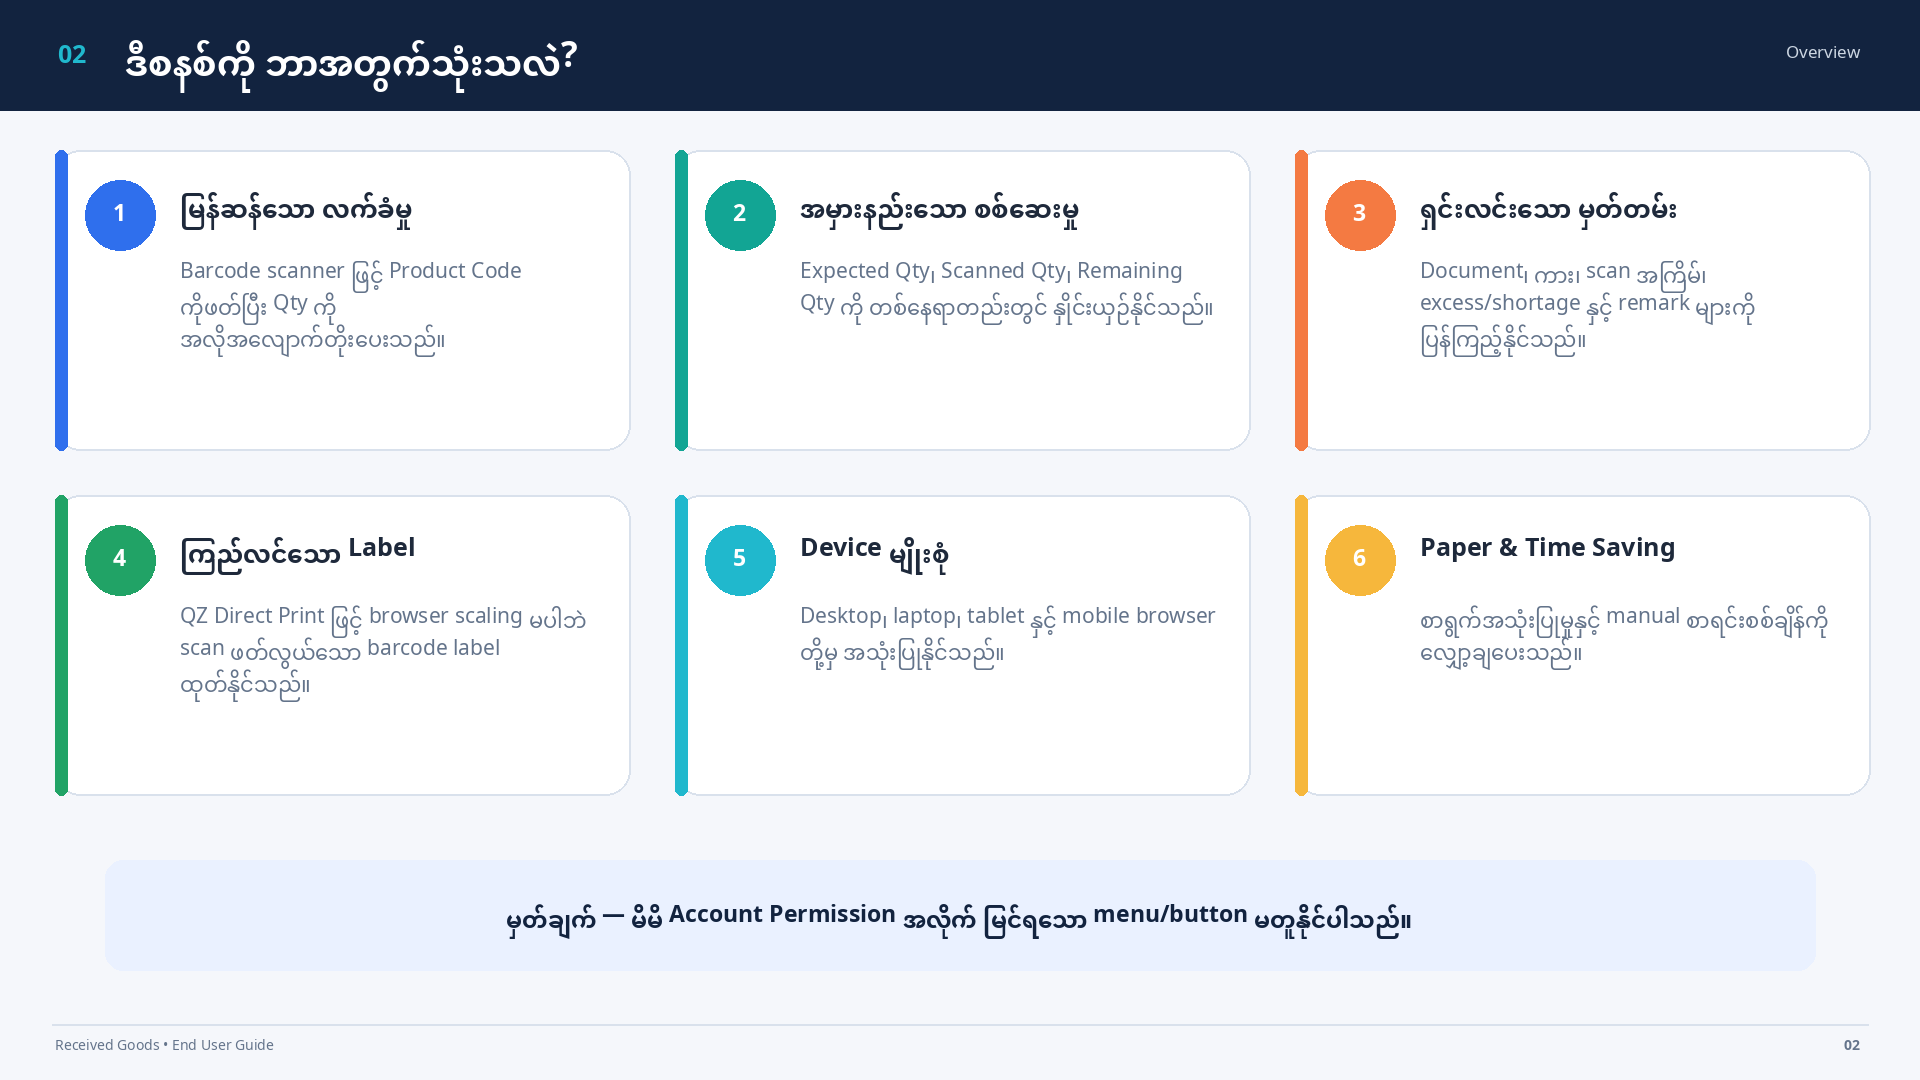 02
ဒီစနစ်ကို ဘာအတွက်သုံးသလဲ?
Overview
1
မြန်ဆန်သော လက်ခံမှု
Barcode scanner ဖြင့် Product Code
ကိုဖတ်ပြီး Qty ကို
အလိုအလျောက်တိုးပေးသည်။
2
အမှားနည်းသော စစ်ဆေးမှု
Expected Qty၊ Scanned Qty၊ Remaining
Qty ကို တစ်နေရာတည်းတွင် နှိုင်းယှဉ်နိုင်သည်။
3
ရှင်းလင်းသော မှတ်တမ်း
Document၊ ကား၊ scan အကြိမ်၊
excess/shortage နှင့် remark များကို
ပြန်ကြည့်နိုင်သည်။
4
ကြည်လင်သော Label
QZ Direct Print ဖြင့် browser scaling မပါဘဲ
scan ဖတ်လွယ်သော barcode label
ထုတ်နိုင်သည်။
5
Device မျိုးစုံ
Desktop၊ laptop၊ tablet နှင့် mobile browser
တို့မှ အသုံးပြုနိုင်သည်။
6
Paper & Time Saving
စာရွက်အသုံးပြုမှုနှင့် manual စာရင်းစစ်ချိန်ကို
လျှော့ချပေးသည်။
မှတ်ချက် — မိမိ Account Permission အလိုက် မြင်ရသော menu/button မတူနိုင်ပါသည်။
Received Goods • End User Guide
02